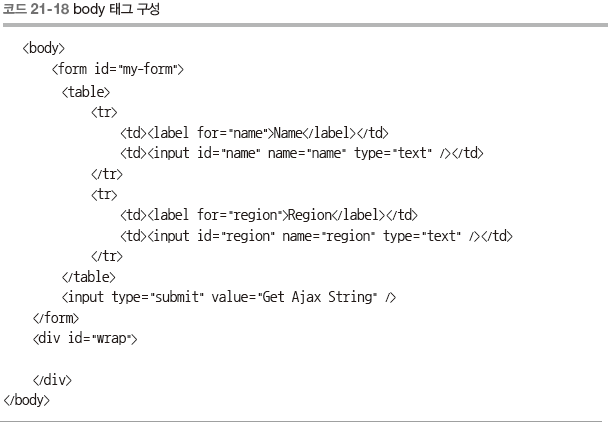 코드 21-18 body 태그 구성
<body>
<form id="my-form">
<table>
<tr>
<td><label for="name">Name</label></td>
<td><input id="name" name="name" type="text" /></td>
</tr>
<tr>
<td><label for="region">Region</label></td>
<td><input id="region" name="region" type="text" /></td>
</tr>
</table>
<input type="submit" value="Get Ajax String" />
</form>
<div id="wrap">
</div>
</body>